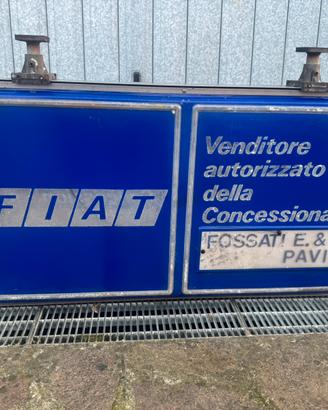 FIAT
Venditore
autorizzato
della
Concessiona
FOSSATI E. &
PAVI